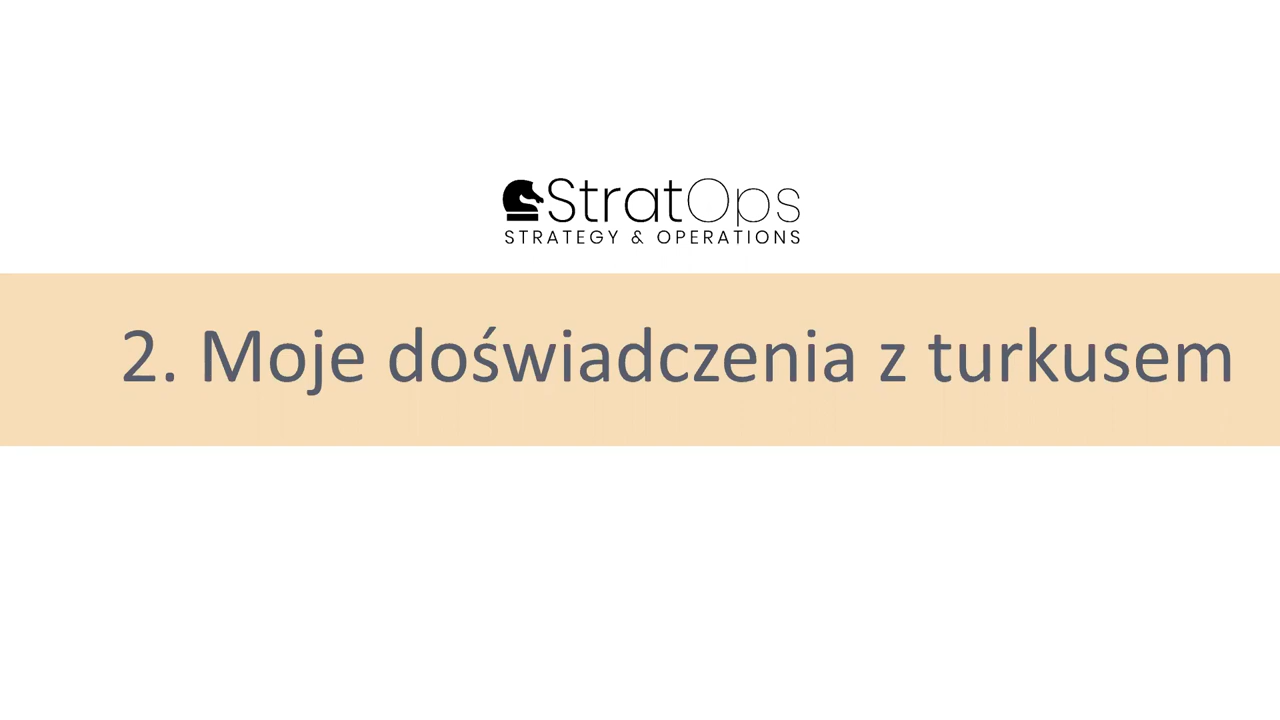 StratOps
STRATEGY & OPERATIONS
2. Moje doświadczenia z turkusem